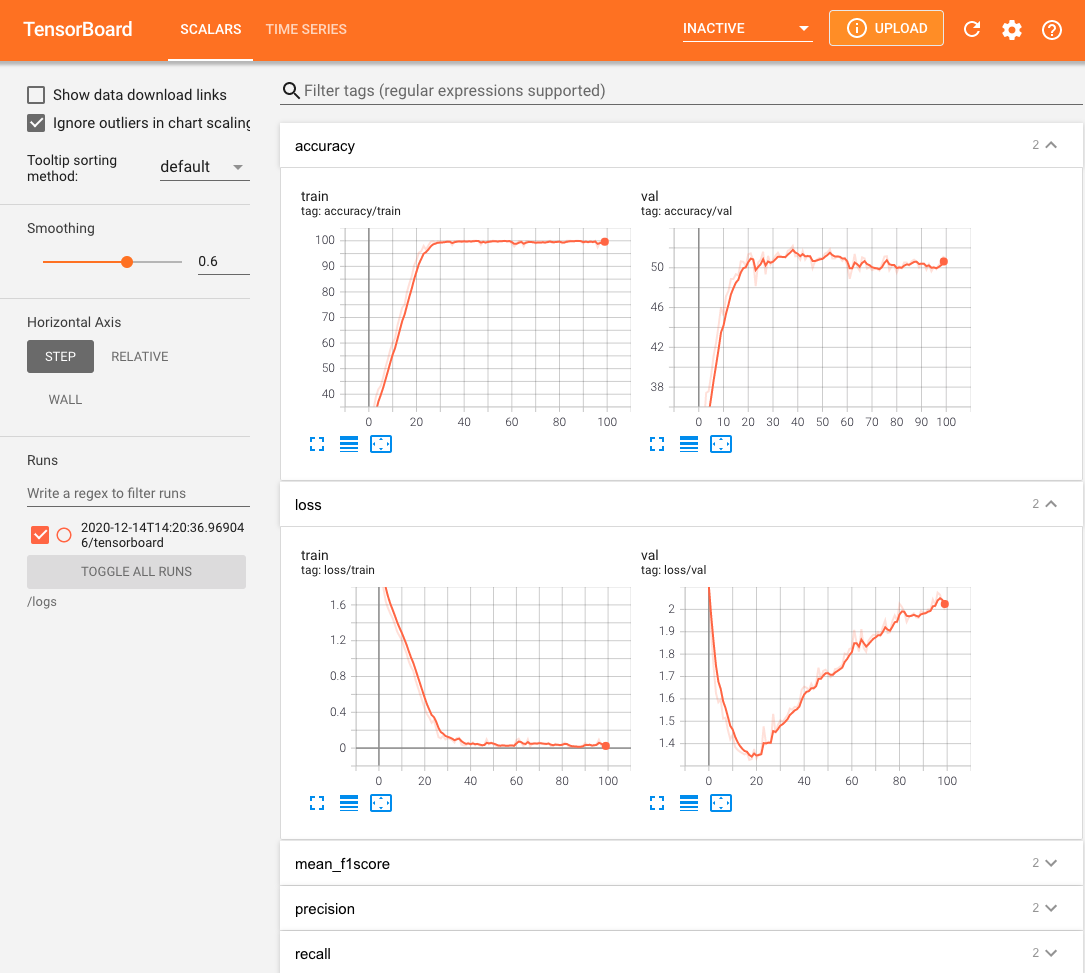 TensorBoard
SCALARS
TIME SERIES
INACTIVE
UPLOAD
Show data download links
Ignore outliers in chart scaling
Tooltip sorting
method:
default
Smoothing
0.6
Horizontal Axis
STEP
RELATIVE
WALL
Runs
Write a regex to filter runs
2020-12-14T14:20:36.96904
6/tensorboard
TOGGLE ALL RUNS
/logs
Filter tags (regular expressions supported)
accuracy
2
train
tag: accuracy/train
100
90
80
70
60
50
40
0 20 40 60 80 100
val
tag: accuracy/val
50
46
42
38
0 10 20 30 40 50 60 70 80 90 100
loss
2
train
tag: loss/train
1.6
1.2
0.8
0.4
0
0 20 40 60 80 100
val
tag: loss/val
2
1.9
1.8
1.7
1.6
1.5
1.4
0 20 40 60 80 100
mean_f1score
2
precision
2
recall
2